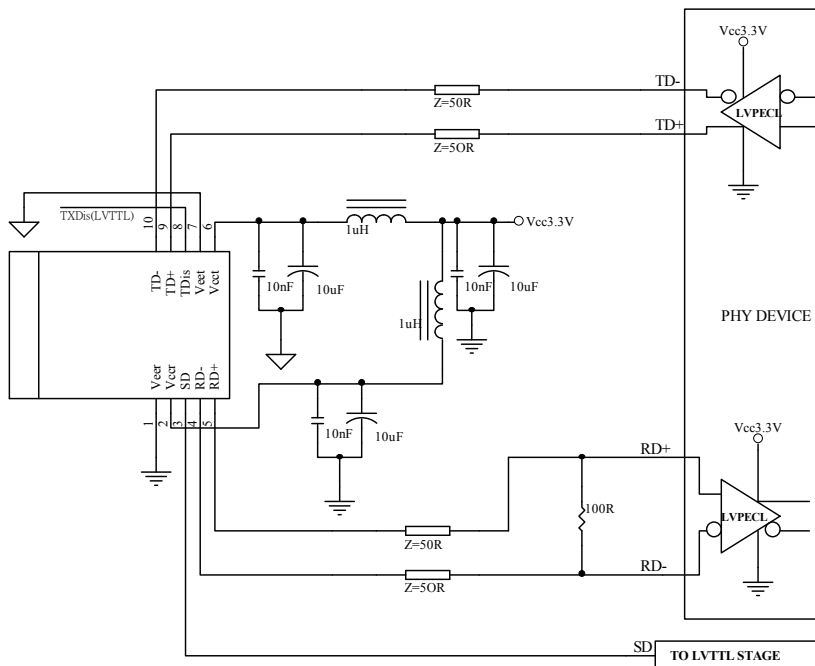 Vcc3.3V
TD-
LVPECL
Z=50R
TD+
Z=5OR
TXDis(LVTTL)
10
9
8
7
6
1uH
Vcc3.3V
TD-
TD+
TDis
Veet
Vcct
10nF
10uF
10nF
10uF
1uH
PHY DEVICE
Veer
Vccr
SD
RD-
RD+
1
2
3
4
5
10nF
10uF
Vcc3.3V
RD+
LVPECL
100R
Z=50R
RD-
Z=5OR
SD
TO LVTTL STAGE